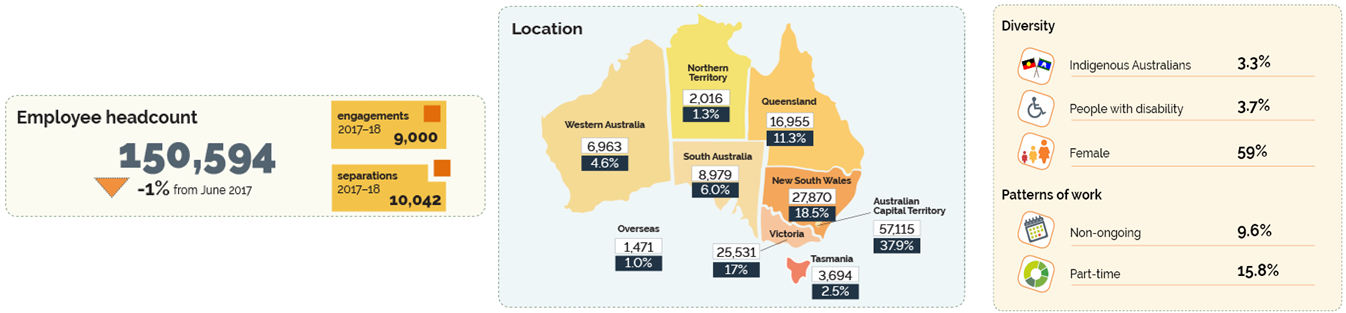 Employee headcount
150,594
-1% from June 2017
engagements
2017–18
9,000
separations
2017–18
10,042
Location
Northern
Territory
2,016
1.3%
Queensland
16,955
11.3%
Western Australia
6,963
4.6%
South Australia
8,979
6.0%
New South Wales
27,870
18.5%
Australian
Capital Territory
57,115
37.9%
Overseas
1,471
1.0%
Victoria
25,531
17%
Tasmania
3,694
2.5%
Diversity
Indigenous Australians 3.3%
People with disability 3.7%
Female 59%
Patterns of work
Non-ongoing 9.6%
Part-time 15.8%